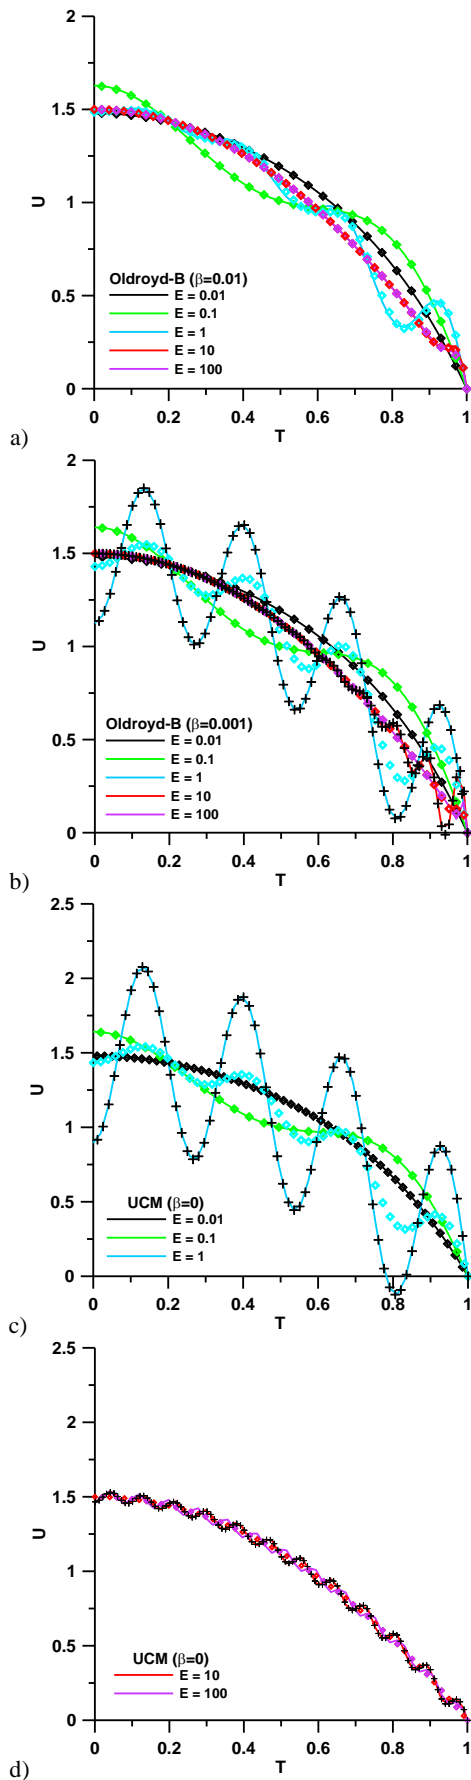 2
1.5
1
0.5
0
U
Oldroyd-B (β=0.01)
E = 0.01
E = 0.1
E = 1
E = 10
E = 100
0 0.2 0.4 0.6 0.8 1
T
a)
2
1.5
1
0.5
0
U
Oldroyd-B (β=0.001)
E = 0.01
E = 0.1
E = 1
E = 10
E = 100
0 0.2 0.4 0.6 0.8 1
T
b)
2.5
2
1.5
1
0.5
0
U
UCM (β=0)
E = 0.01
E = 0.1
E = 1
0 0.2 0.4 0.6 0.8 1
T
c)
2.5
2
1.5
1
0.5
0
U
UCM (β=0)
E = 10
E = 100
0 0.2 0.4 0.6 0.8 1
T
d)